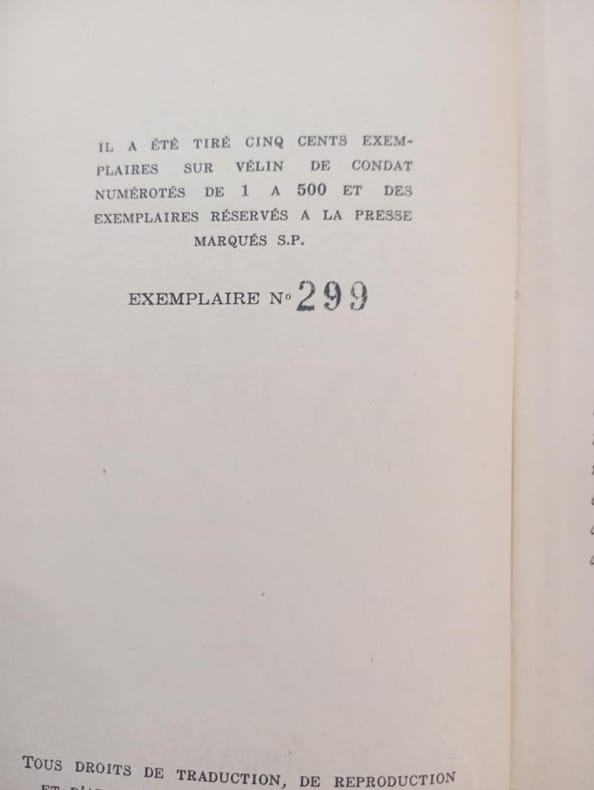 IL A ÉTÉ TIRÉ CINQ CENTS EXEM-
PLAIRES SUR VÉLIN DE CONDAT
NUMÉROTÉS DE 1 A 500 ET DES
EXEMPLAIRES RÉSERVÉS A LA PRESSE
MARQUÉS S.P.
EXEMPLAIRE Nº 299
TOUS DROITS DE TRADUCTION, DE REPRODUCTION